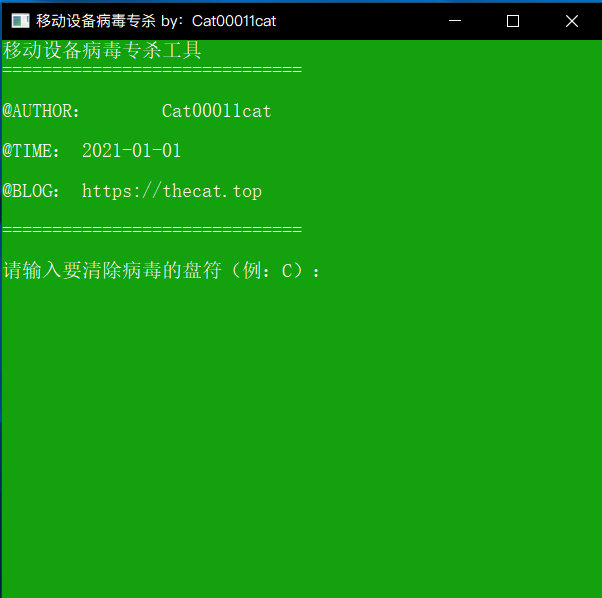 移动设备病毒专杀 by：Cat00011cat
移动设备病毒专杀工具
==============================
@AUTHOR：        Cat00011cat
@TIME： 2021-01-01
@BLOG： https://thecat.top
==============================
请输入要清除病毒的盘符（例：C）：